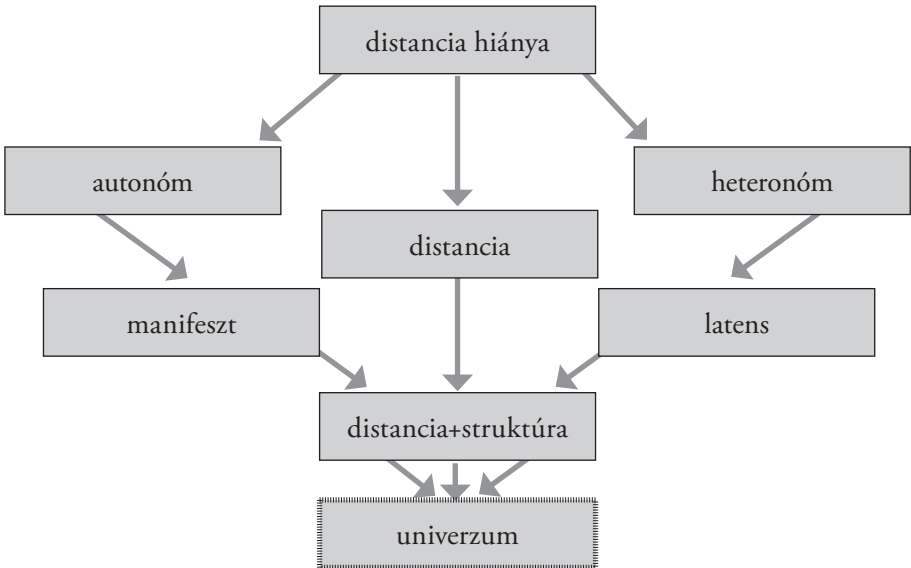 distancia hiánya
autonóm
heteronóm
distancia
manifeszt
latens
distancia+struktúra
univerzum